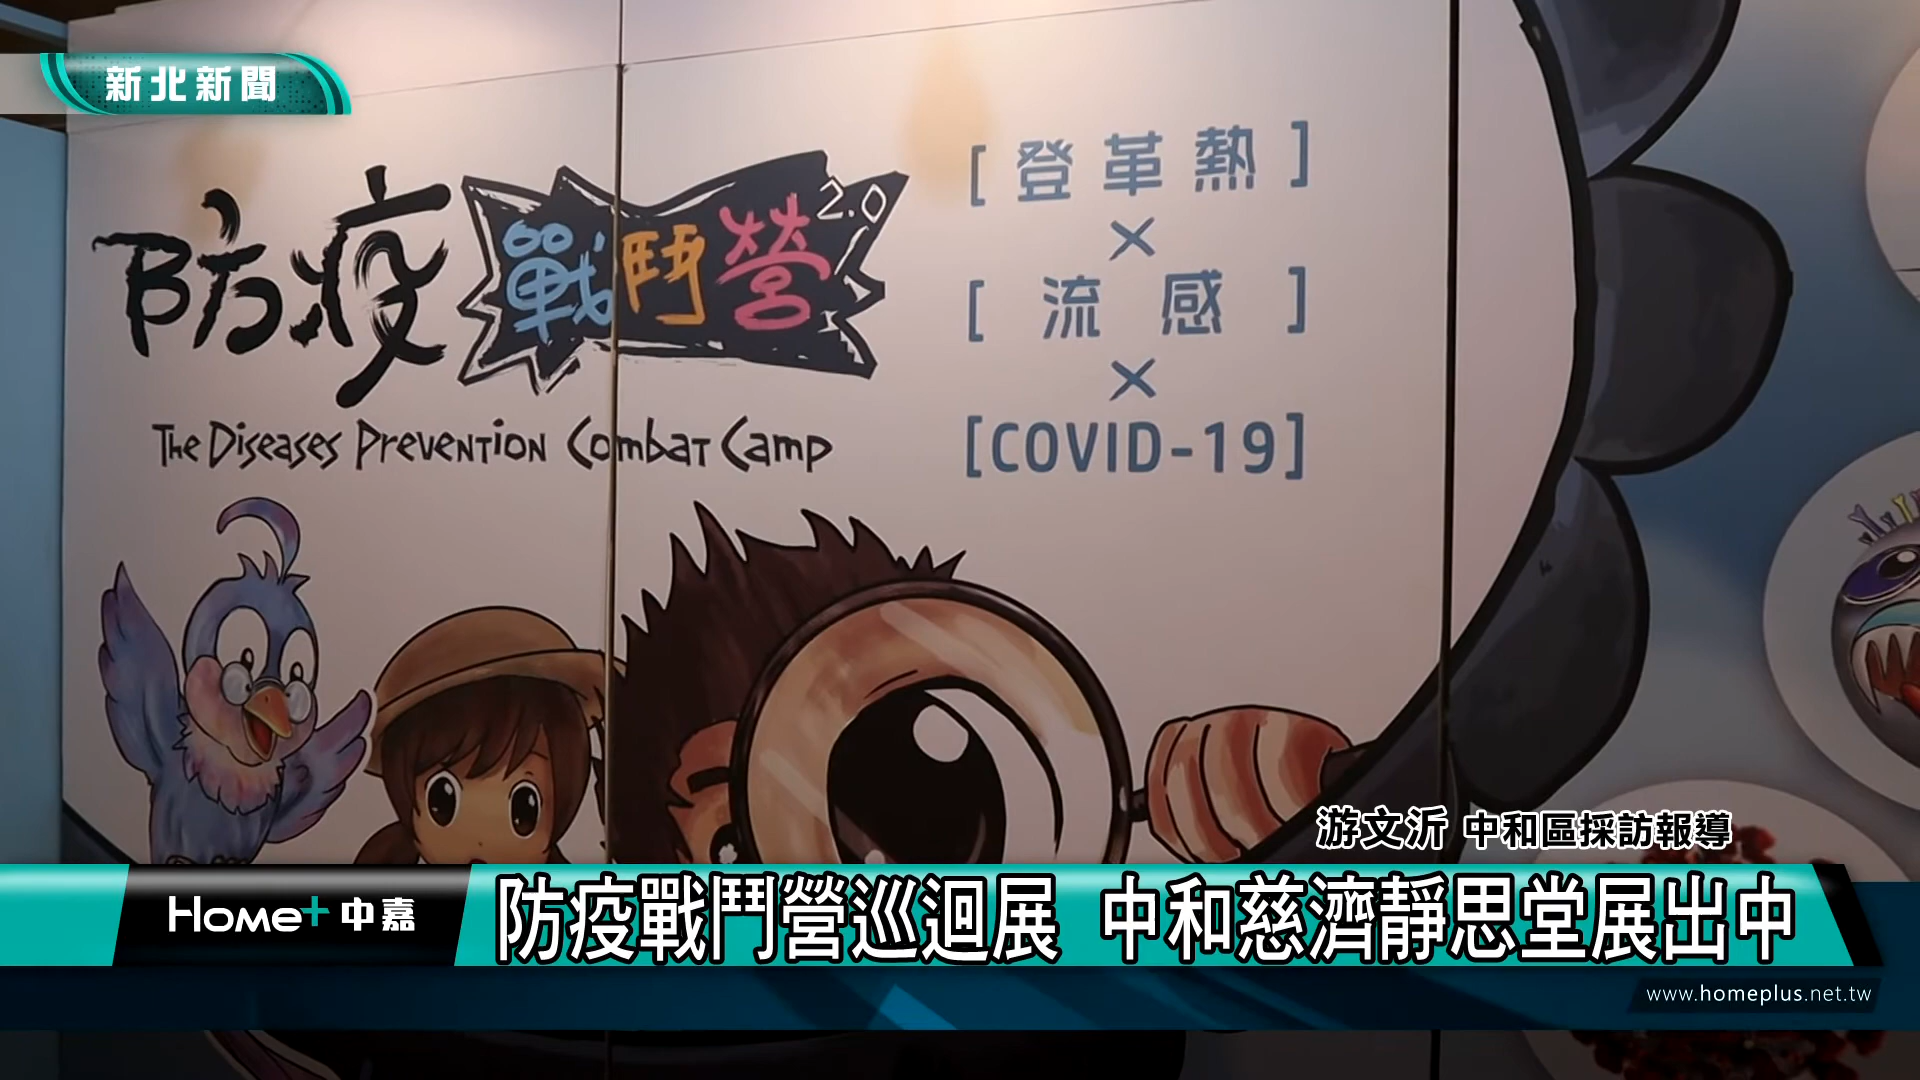 新北新聞
防疫戰鬥營2.0
The Diseases Prevention Combat Camp
[登革熱]
×
[流感]
×
[COVID-19]
游文沂 中和區採訪報導
Home+中嘉
防疫戰鬥營巡迴展 中和慈濟靜思堂展出中
www.homeplus.net.tw